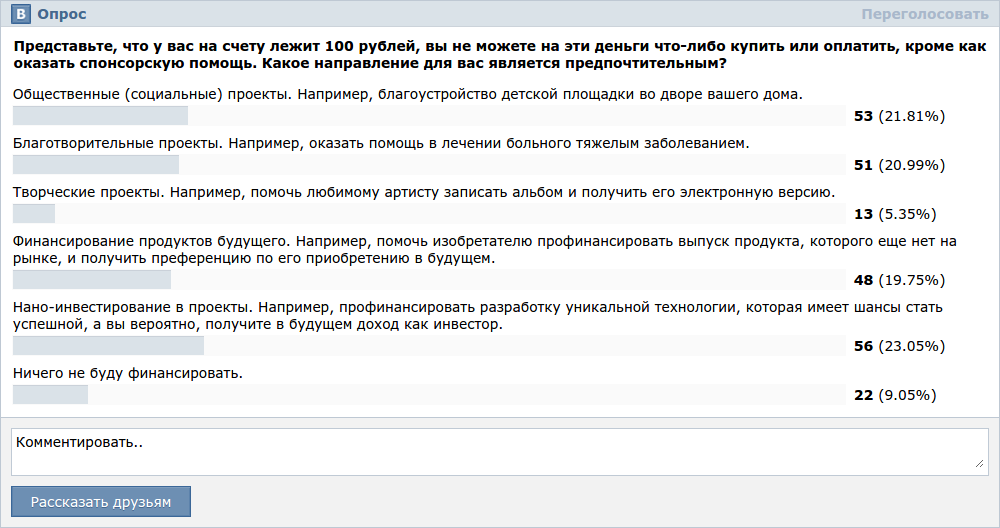 В Опрос Переголосовать
Представьте, что у вас на счету лежит 100 рублей, вы не можете на эти деньги что-либо купить или оплатить, кроме как
оказать спонсорскую помощь. Какое направление для вас является предпочтительным?
Общественные (социальные) проекты. Например, благоустройство детской площадки во дворе вашего дома.
53 (21.81%)
Благотворительные проекты. Например, оказать помощь в лечении больного тяжелым заболеванием.
51 (20.99%)
Творческие проекты. Например, помочь любимому артисту записать альбом и получить его электронную версию.
13 (5.35%)
Финансирование продуктов будущего. Например, помочь изобретателю профинансировать выпуск продукта, которого еще нет на
рынке, и получить преференцию по его приобретению в будущем.
48 (19.75%)
Нано-инвестирование в проекты. Например, профинансировать разработку уникальной технологии, которая имеет шансы стать
успешной, а вы вероятно, получите в будущем доход как инвестор.
56 (23.05%)
Ничего не буду финансировать.
22 (9.05%)
Комментировать..
Рассказать друзьям